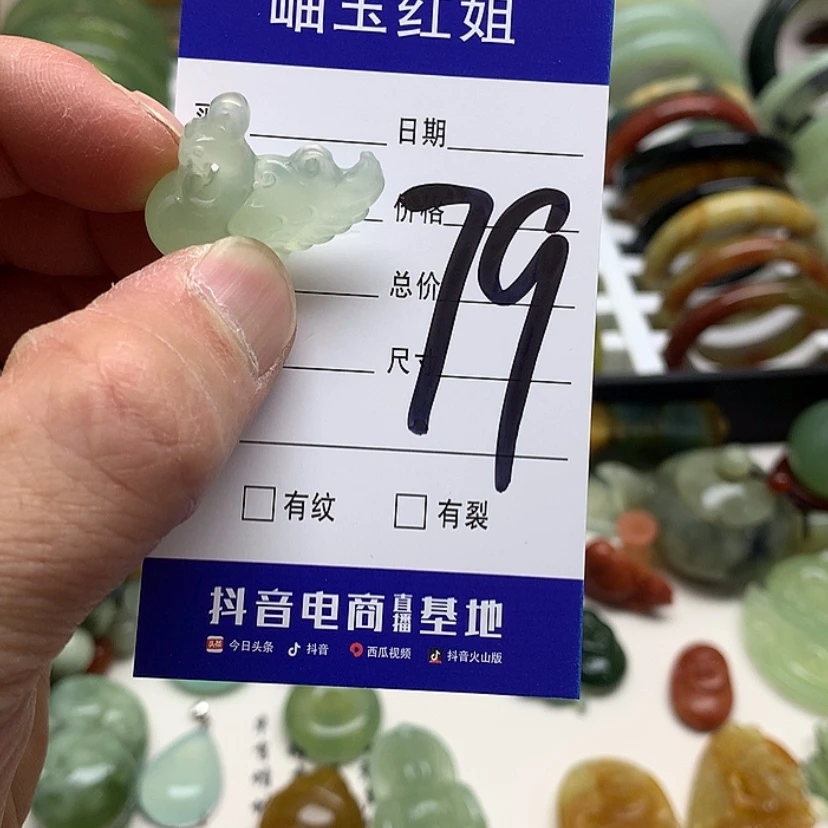 岫玉红姐
日期
价格
79
总价
尺寸
有纹 有裂
抖音电商直播基地
今日头条 抖音 西瓜视频 抖音火山版